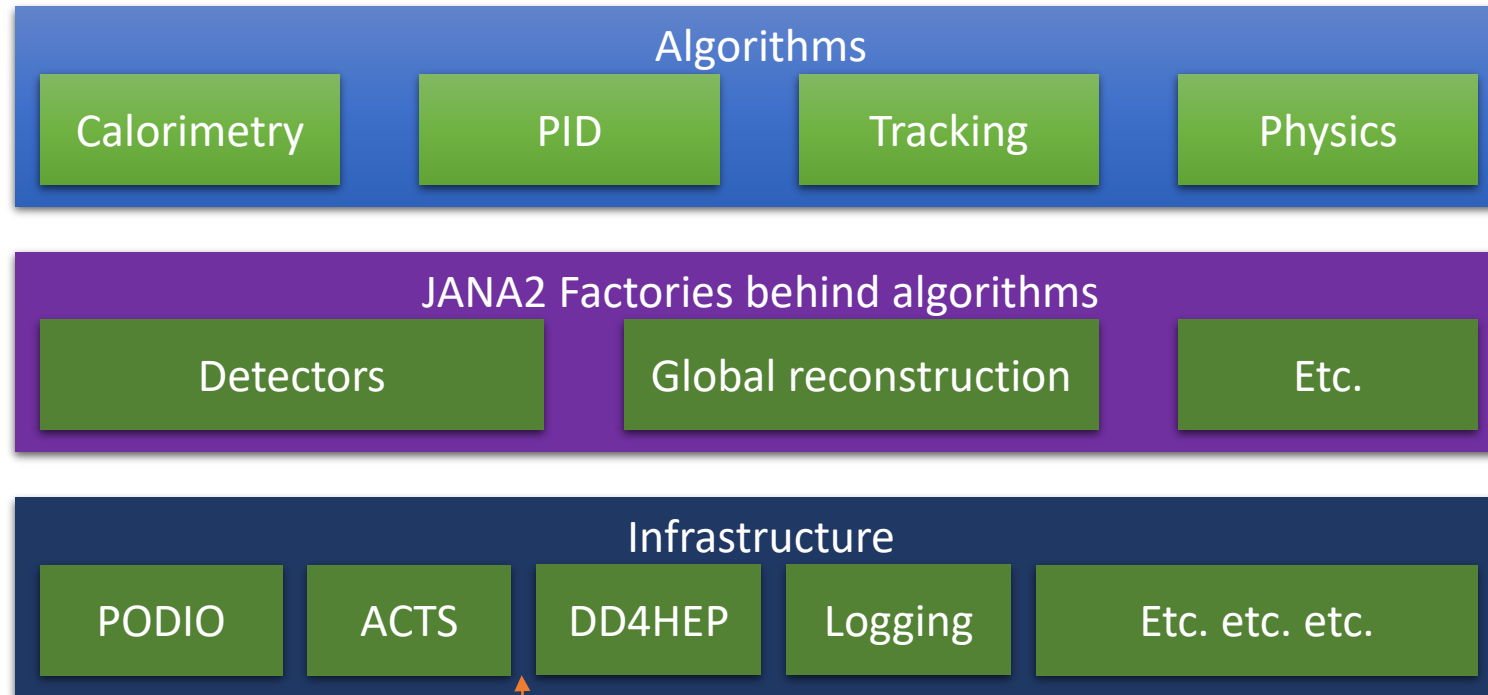 Algorithms
Calorimetry PID Tracking Physics
JANA2 Factories behind algorithms
Detectors Global reconstruction Etc.
Infrastructure
PODIO ACTS DD4HEP Logging Etc. etc. etc.